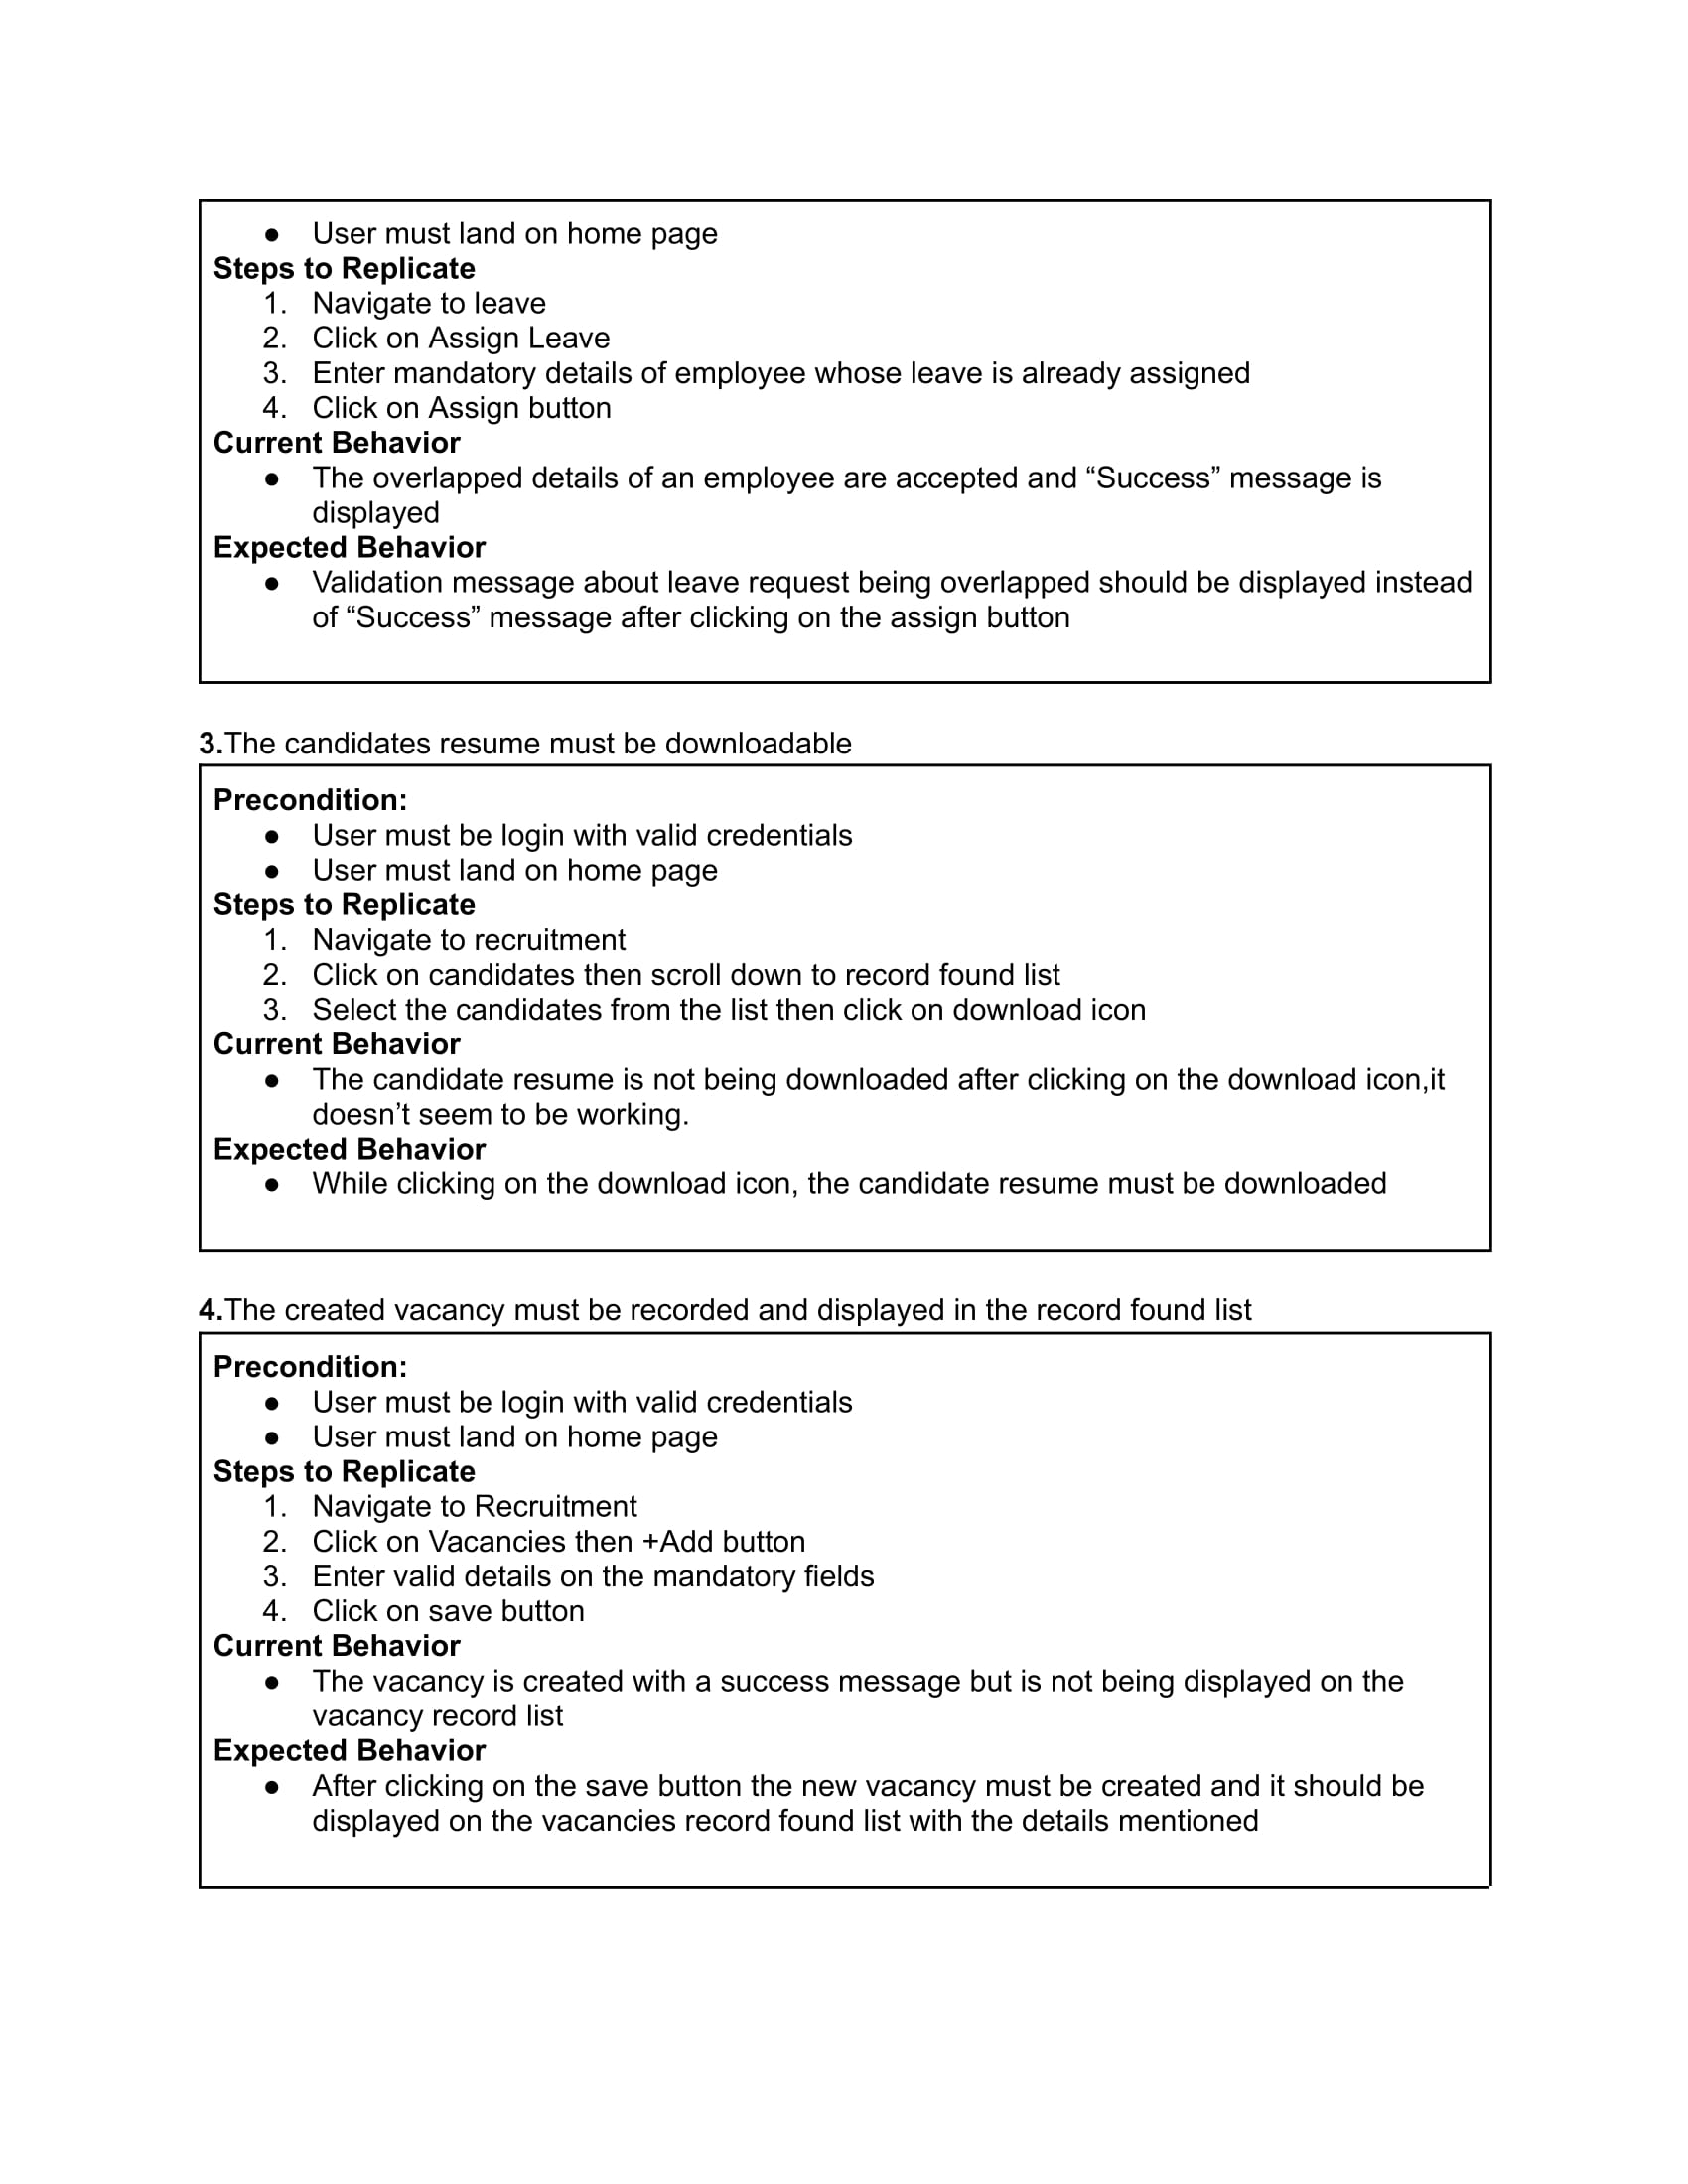 ● User must land on home page
Steps to Replicate
1. Navigate to leave
2. Click on Assign Leave
3. Enter mandatory details of employee whose leave is already assigned
4. Click on Assign button
Current Behavior
● The overlapped details of an employee are accepted and “Success” message is
displayed
Expected Behavior
● Validation message about leave request being overlapped should be displayed instead
of “Success” message after clicking on the assign button
3.The candidates resume must be downloadable
Precondition:
● User must be login with valid credentials
● User must land on home page
Steps to Replicate
1. Navigate to recruitment
2. Click on candidates then scroll down to record found list
3. Select the candidates from the list then click on download icon
Current Behavior
● The candidate resume is not being downloaded after clicking on the download icon,it
doesn’t seem to be working.
Expected Behavior
● While clicking on the download icon, the candidate resume must be downloaded
4.The created vacancy must be recorded and displayed in the record found list
Precondition:
● User must be login with valid credentials
● User must land on home page
Steps to Replicate
1. Navigate to Recruitment
2. Click on Vacancies then +Add button
3. Enter valid details on the mandatory fields
4. Click on save button
Current Behavior
● The vacancy is created with a success message but is not being displayed on the
vacancy record list
Expected Behavior
● After clicking on the save button the new vacancy must be created and it should be
displayed on the vacancies record found list with the details mentioned